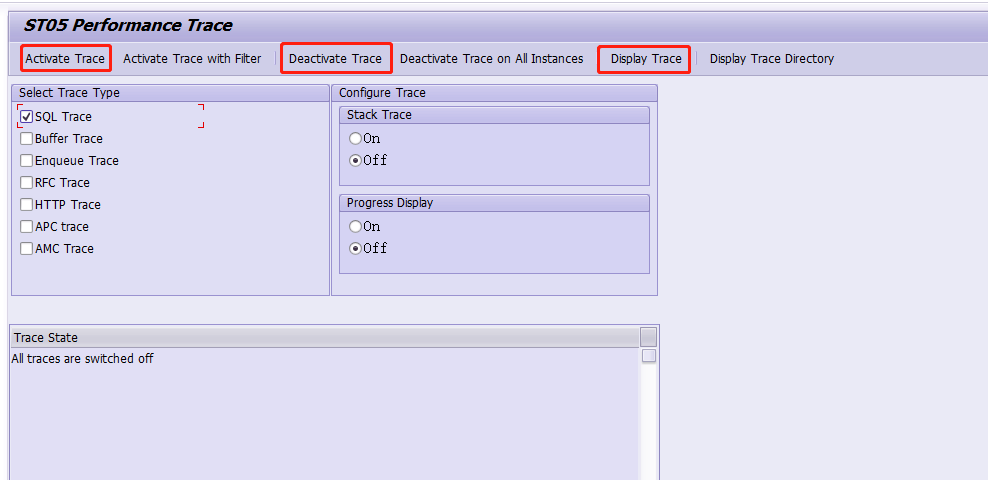 ST05 Performance Trace
Activate Trace Activate Trace with Filter Deactivate Trace Deactivate Trace on All Instances Display Trace Display Trace Directory
Select Trace Type
SQL Trace
Buffer Trace
Enqueue Trace
RFC Trace
HTTP Trace
APC trace
AMC Trace
Configure Trace
Stack Trace
On
Off
Progress Display
On
Off
Trace State
All traces are switched off